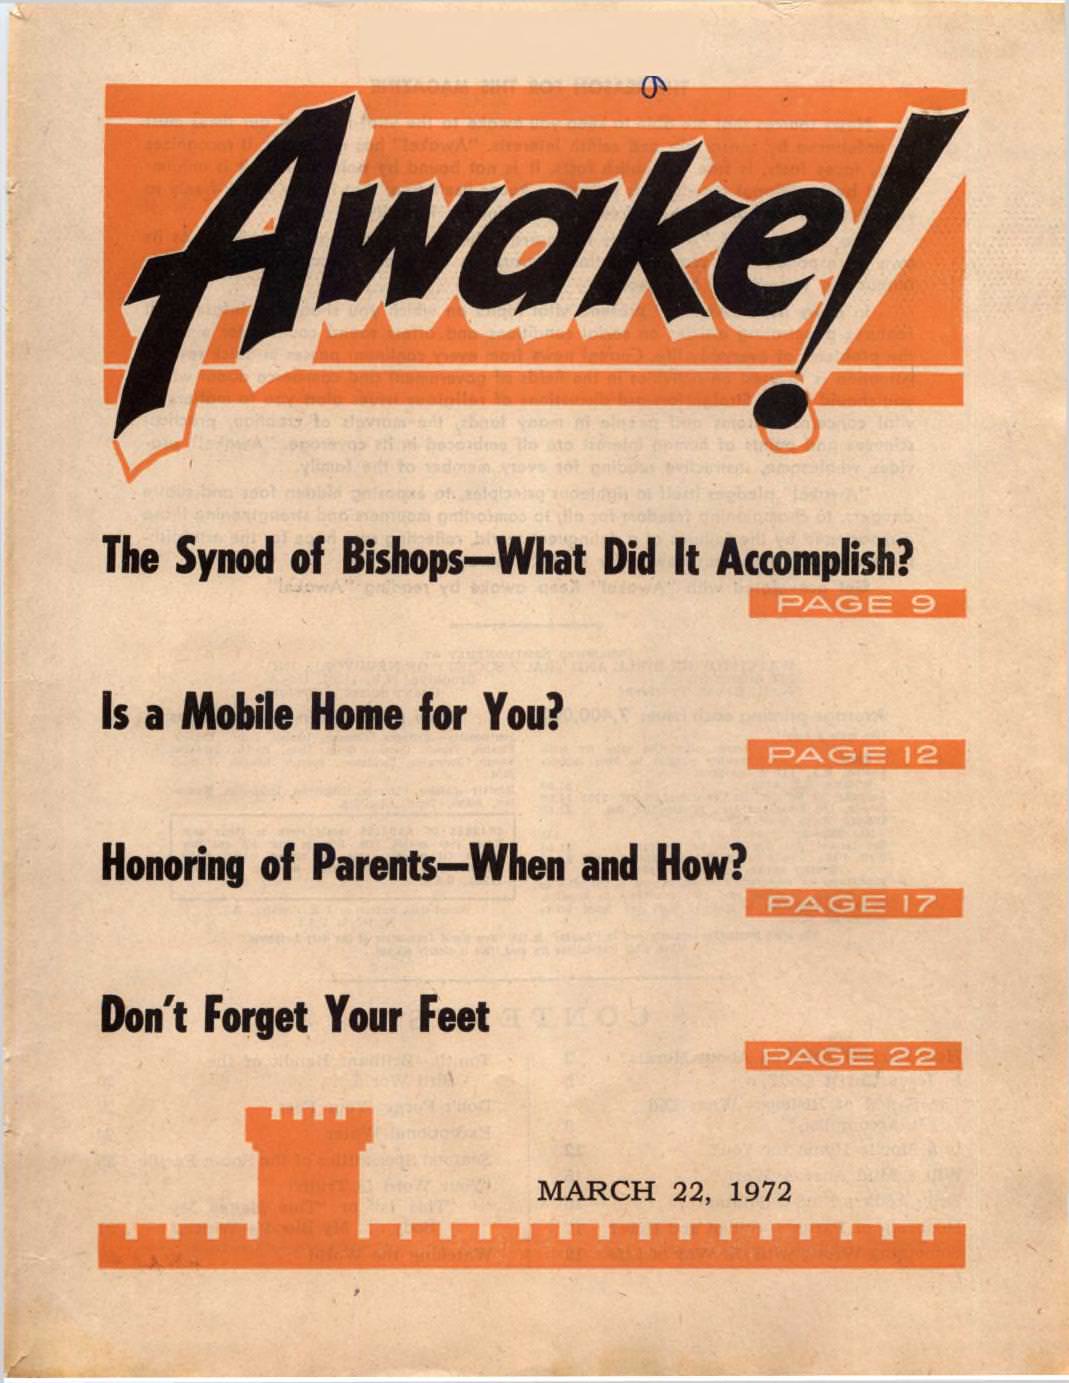 Awake!
The Synod of Bishops—What Did It Accomplish?
PAGE 9
Is a Mobile Home for You?
PAGE 12
Honoring of Parents—When and How?
PAGE 17
Don't Forget Your Feet
PAGE 22
MARCH 22, 1972